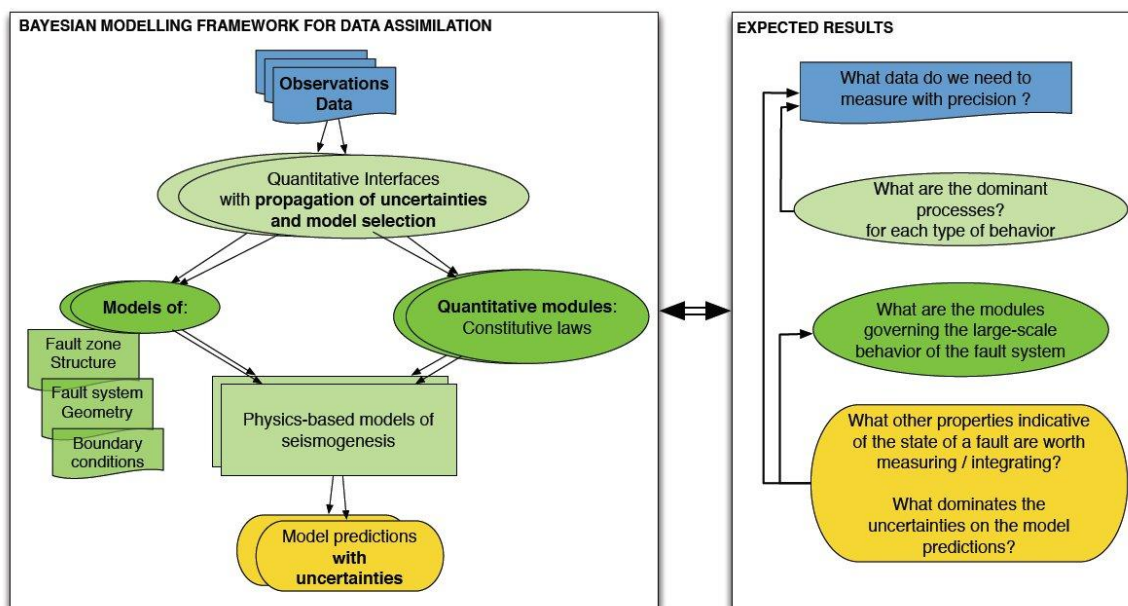 BAYESIAN MODELLING FRAMEWORK FOR DATA ASSIMILATION
Observations
Data
Quantitative Interfaces
with propagation of uncertainties
and model selection
Models of:
Quantitative modules:
Constitutive laws
Fault zone
Structure
Fault system
Geometry
Boundary
conditions
Physics-based models of
seismogenesis
Model predictions
with
uncertainties
EXPECTED RESULTS
What data do we need to
measure with precision ?
What are the dominant
processes?
for each type of behavior
What are the modules
governing the large-scale
behavior of the fault system
What other properties indicative
of the state of a fault are worth
measuring / integrating?
What dominates the
uncertainties on the model
predictions?